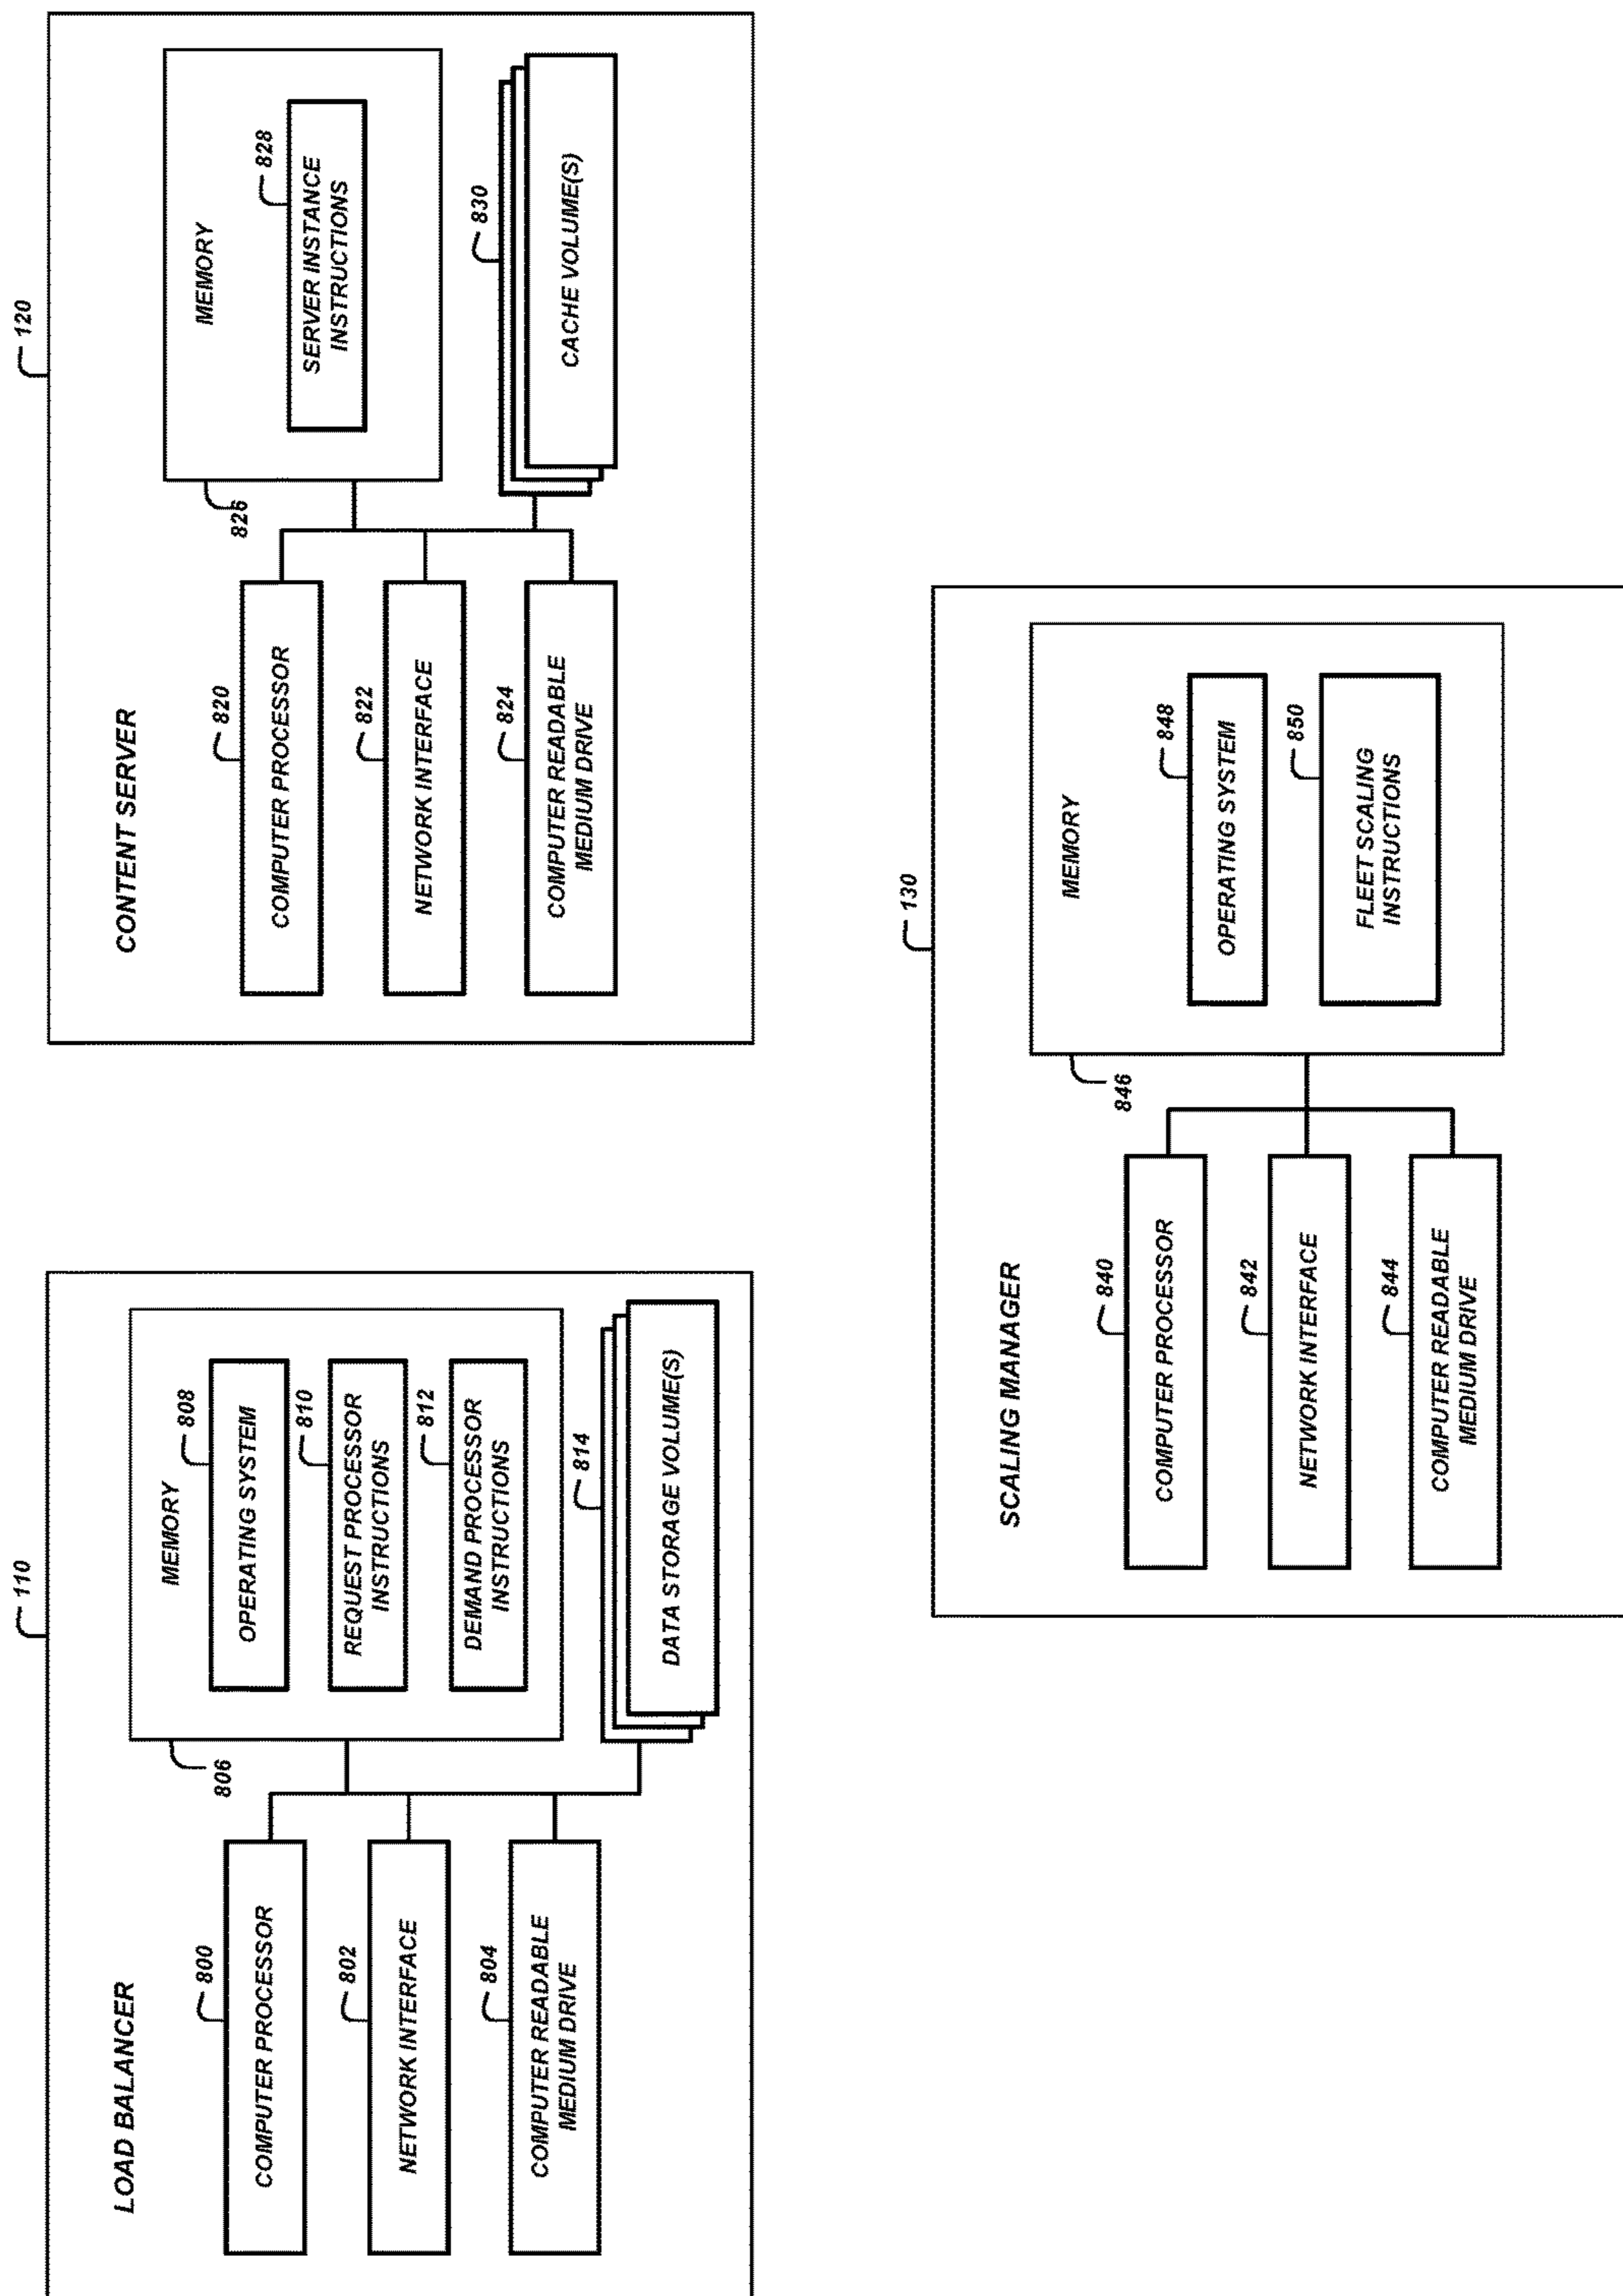 110
LOAD BALANCER
800
COMPUTER PROCESSOR
802
NETWORK INTERFACE
804
COMPUTER READABLE
MEDIUM DRIVE
806
MEMORY
808
OPERATING SYSTEM
810
REQUEST PROCESSOR
INSTRUCTIONS
812
DEMAND PROCESSOR
INSTRUCTIONS
814
DATA STORAGE VOLUME(S)
120
CONTENT SERVER
820
COMPUTER PROCESSOR
822
NETWORK INTERFACE
824
COMPUTER READABLE
MEDIUM DRIVE
826
MEMORY
828
SERVER INSTANCE
INSTRUCTIONS
830
CACHE VOLUME(S)
130
SCALING MANAGER
840
COMPUTER PROCESSOR
842
NETWORK INTERFACE
844
COMPUTER READABLE
MEDIUM DRIVE
846
MEMORY
848
OPERATING SYSTEM
850
FLEET SCALING
INSTRUCTIONS